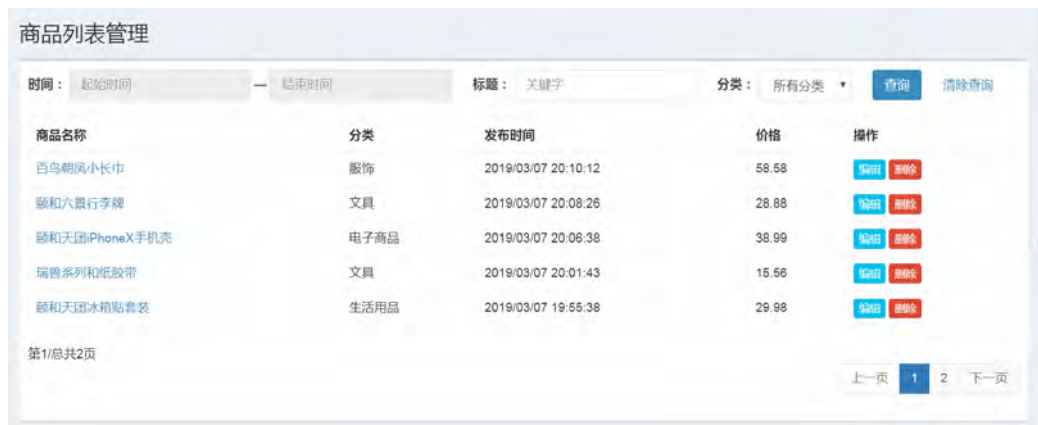 商品列表管理
时间： 起始时间 — 结束时间 标题： 关键字 分类： 所有分类 查询 清除查询
商品名称 分类 发布时间 价格 操作
百鸟朝凤小长巾 服饰 2019/03/07 20:10:12 58.58 编辑 删除
颐和六景行李牌 文具 2019/03/07 20:08:26 28.88 编辑 删除
颐和天团iPhoneX手机壳 电子商品 2019/03/07 20:06:38 38.99 编辑 删除
瑞兽系列和纸胶带 文具 2019/03/07 20:01:43 15.56 编辑 删除
颐和天团冰箱贴套装 生活用品 2019/03/07 19:55:38 29.98 编辑 删除
第1/总共2页
上一页 1 2 下一页